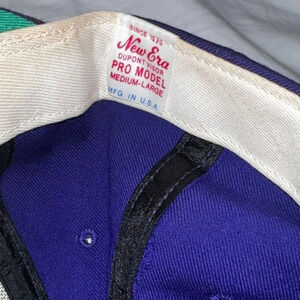 SINCE 1920
New Era
DUPONT VISOR
PRO MODEL
MEDIUM-LARGE
MFG. IN U.S.A.